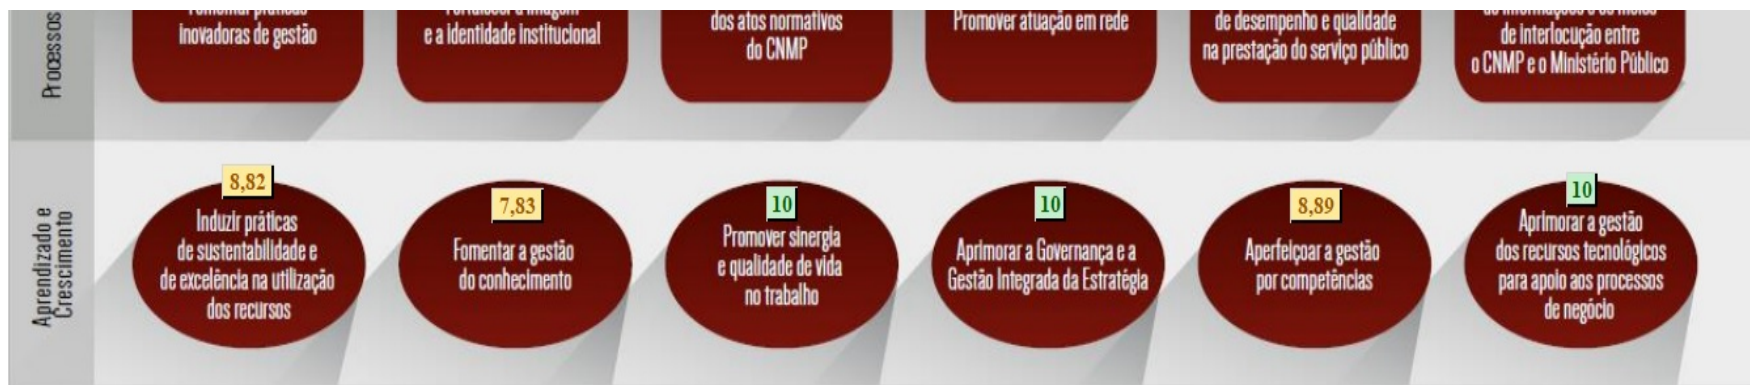 Processos
inovadoras de gestão
e a identidade institucional
dos atos normativos
do CNMP
Promover atuação em rede
de desempenho e qualidade
na prestação do serviço público
de interlocução entre
o CNMP e o Ministério Público
Aprendizado e
Crescimento
8,82
Induzir práticas
de sustentabilidade e
de excelência na utilização
dos recursos
7,83
Fomentar a gestão
do conhecimento
10
Promover sinergia
e qualidade de vida
no trabalho
10
Aprimorar a Governança e a
Gestão Integrada da Estratégia
8,89
Aperfeiçoar a gestão
por competências
10
Aprimorar a gestão
dos recursos tecnológicos
para apoio aos processos
de negócio